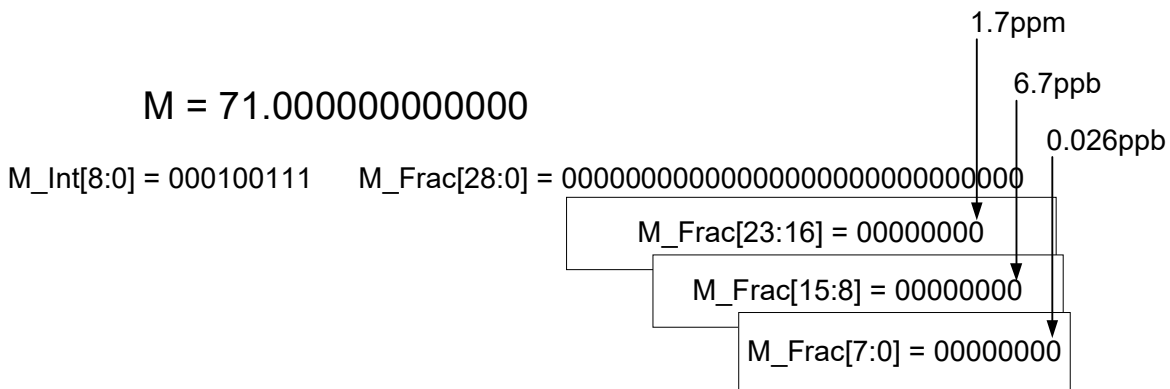 1.7ppm
6.7ppb
M = 71.000000000000
0.026ppb
M_Int[8:0] = 000100111 M_Frac[28:0] = 00000000000000000000000000000
M_Frac[23:16] = 00000000
M_Frac[15:8] = 00000000
M_Frac[7:0] = 00000000